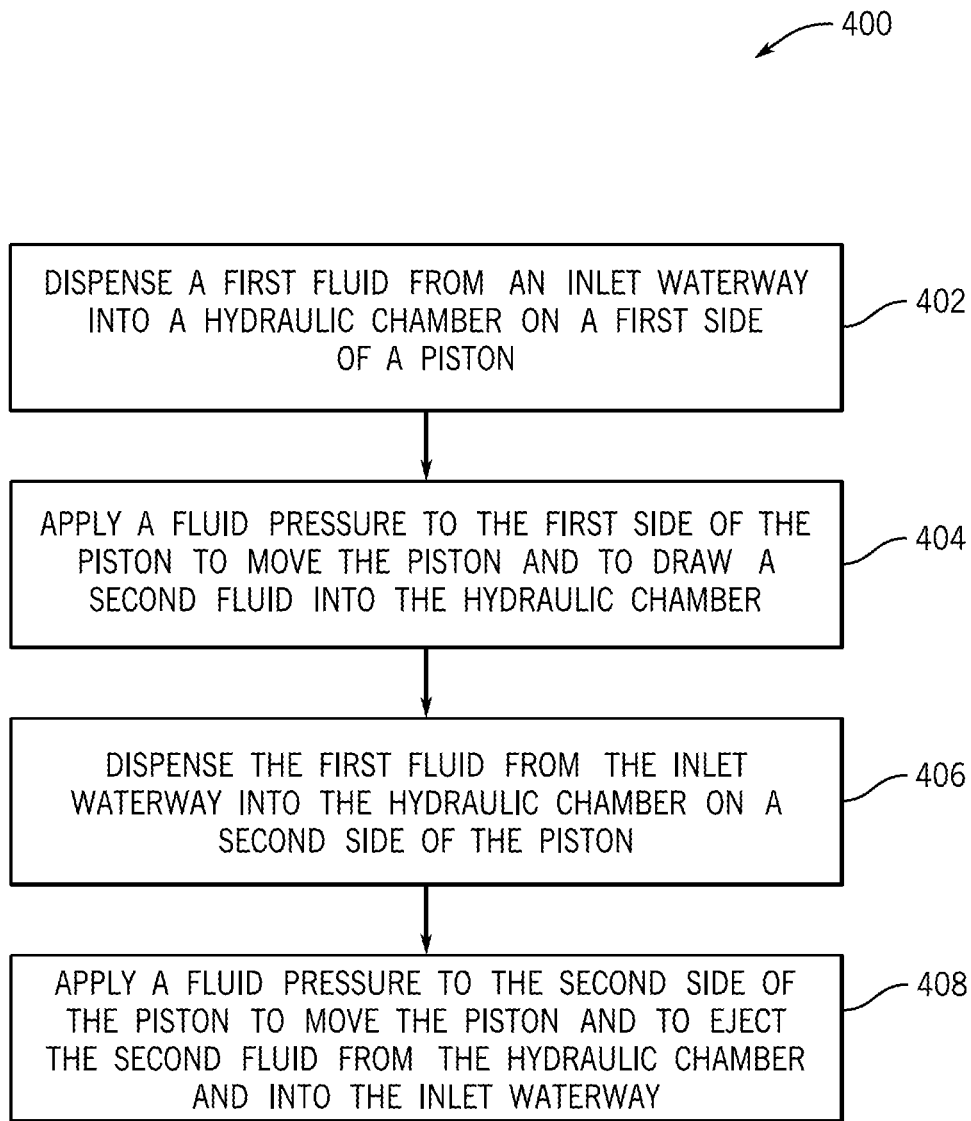 400
DISPENSE A FIRST FLUID FROM AN INLET WATERWAY
INTO A HYDRAULIC CHAMBER ON A FIRST SIDE
OF A PISTON
402
APPLY A FLUID PRESSURE TO THE FIRST SIDE OF THE
PISTON TO MOVE THE PISTON AND TO DRAW A
SECOND FLUID INTO THE HYDRAULIC CHAMBER
404
DISPENSE THE FIRST FLUID FROM THE INLET
WATERWAY INTO THE HYDRAULIC CHAMBER ON A
SECOND SIDE OF THE PISTON
406
APPLY A FLUID PRESSURE TO THE SECOND SIDE OF
THE PISTON TO MOVE THE PISTON AND TO EJECT
THE SECOND FLUID FROM THE HYDRAULIC CHAMBER
AND INTO THE INLET WATERWAY
408